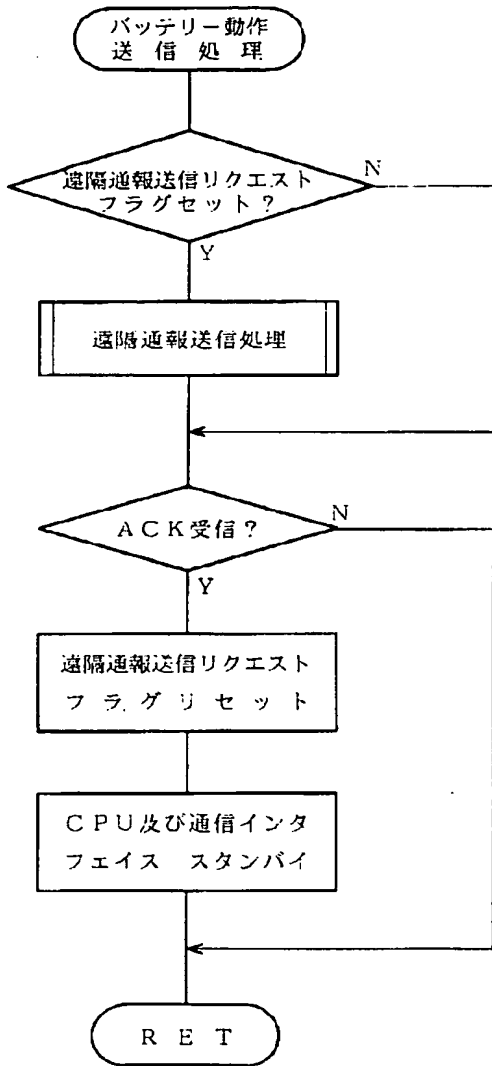 バッテリー動作
送信処理
遠隔通報送信リクエスト
フラグセット？
N
Y
遠隔通報送信処理
ACK受信？
N
Y
遠隔通報送信リクエスト
フラグリセット
CPU及び通信インタ
フェイス スタンバイ
RET